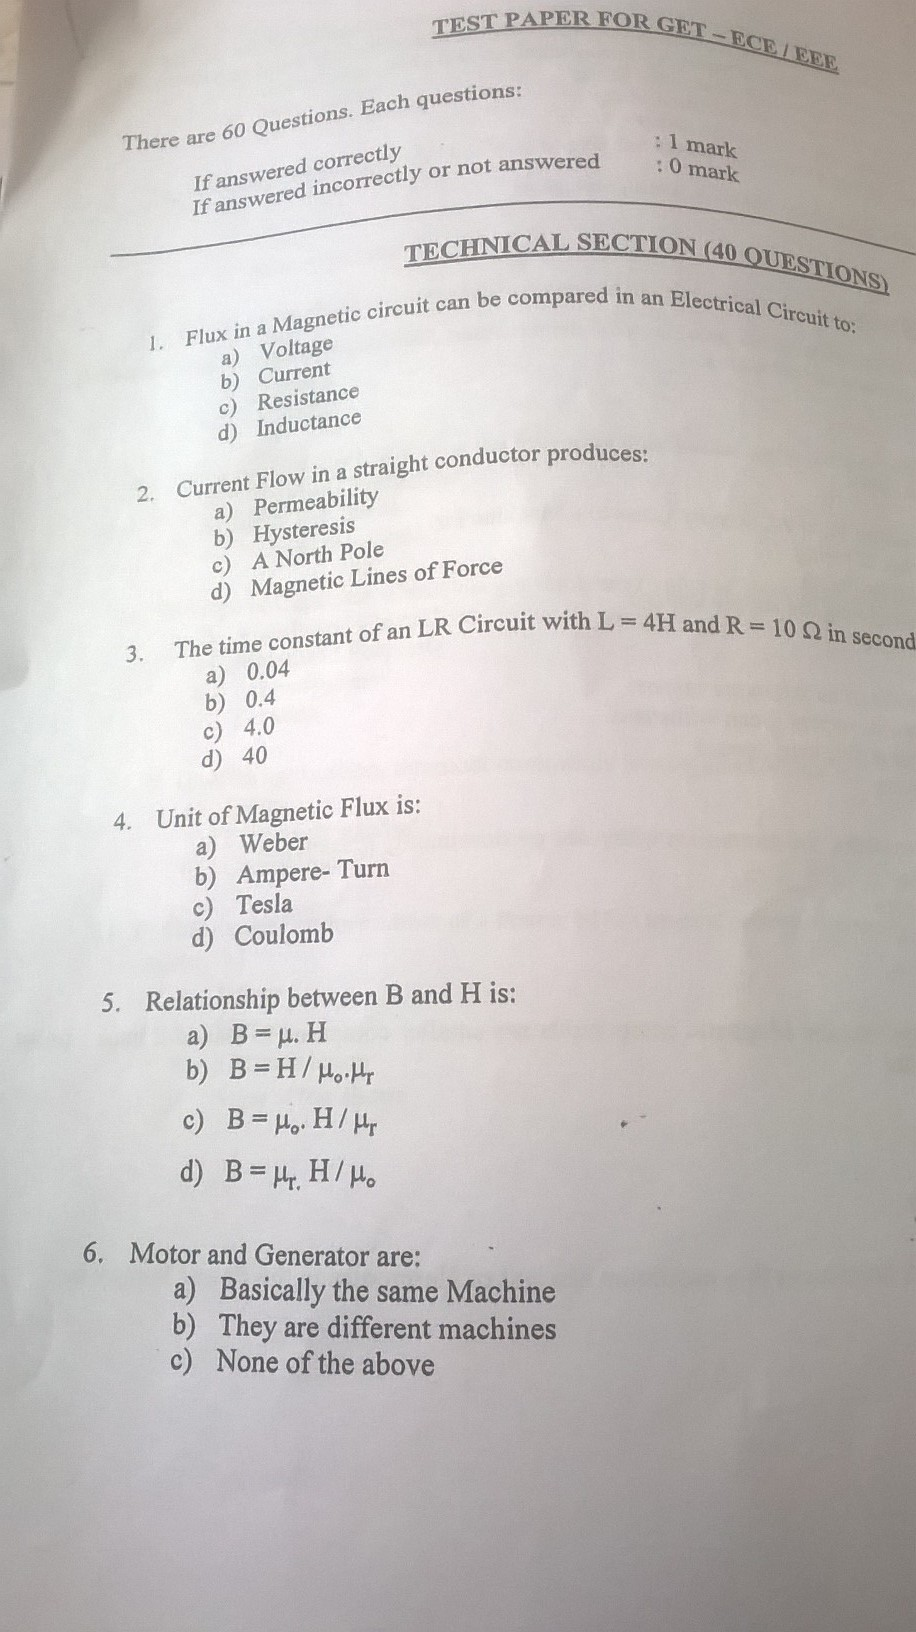 TEST PAPER FOR GET – ECE / EEE
There are 60 Questions. Each questions:
If answered correctly : 1 mark
If answered incorrectly or not answered : 0 mark
TECHNICAL SECTION (40 QUESTIONS)
1. Flux in a Magnetic circuit can be compared in an Electrical Circuit to:
a) Voltage
b) Current
c) Resistance
d) Inductance
2. Current Flow in a straight conductor produces:
a) Permeability
b) Hysteresis
c) A North Pole
d) Magnetic Lines of Force
3. The time constant of an LR Circuit with L = 4H and R = 10 Ω in second
a) 0.04
b) 0.4
c) 4.0
d) 40
4. Unit of Magnetic Flux is:
a) Weber
b) Ampere- Turn
c) Tesla
d) Coulomb
5. Relationship between B and H is:
a) B = μ. H
b) B = H / μₒ.μᵣ
c) B = μₒ. H / μᵣ
d) B = μᵣ. H / μₒ
6. Motor and Generator are:
a) Basically the same Machine
b) They are different machines
c) None of the above